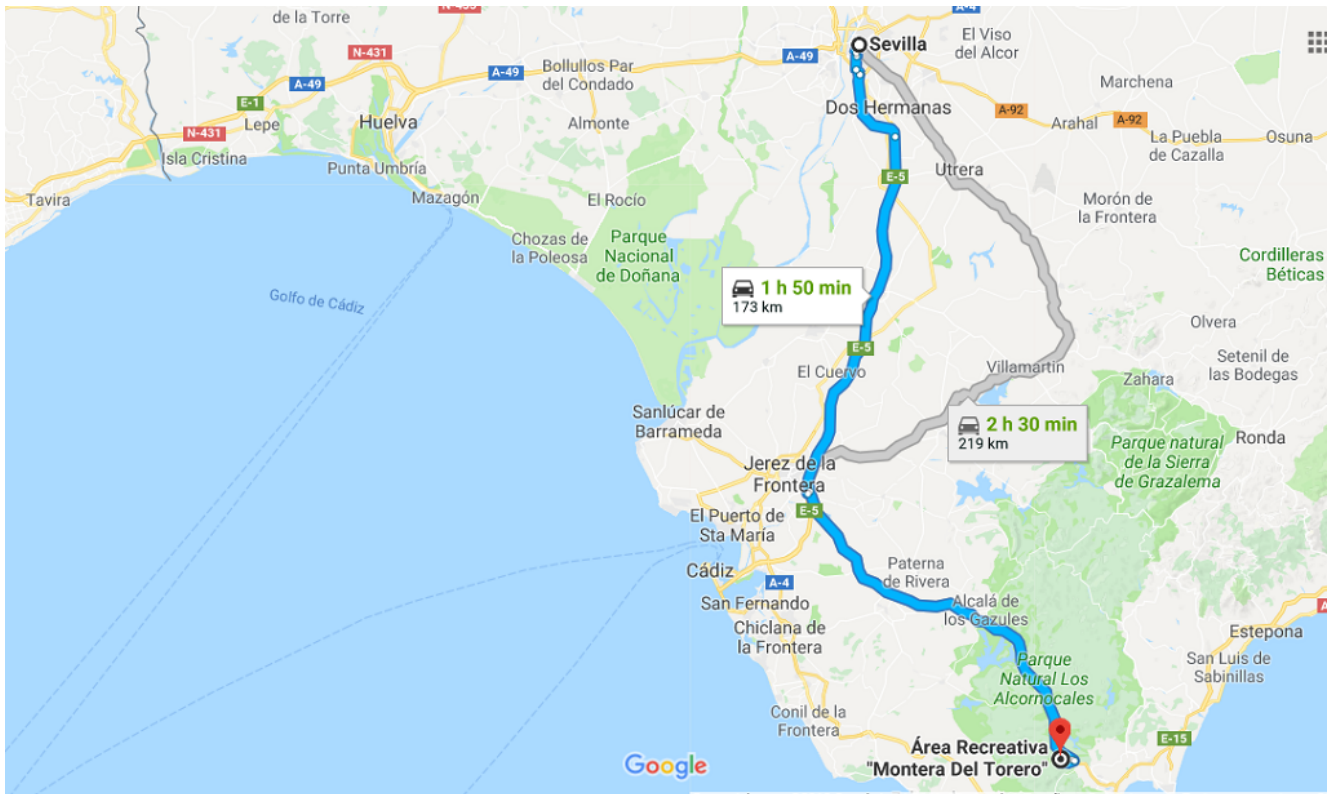 de la Torre
N-435
A-4
Sevilla
El Viso
del Alcor
N-431
A-49
Bollullos Par
del Condado
A-49
Marchena
A-49
E-1
Lepe
Huelva
Almonte
Dos Hermanas
A-92
Arahal
A-92
La Puebla
de Cazalla
Osuna
N-431
Isla Cristina
Punta Umbría
Utrera
E-5
Tavira
Mazagón
El Rocío
Morón de
la Frontera
Chozas de
la Poleosa
Parque
Nacional
de Doñana
Cordilleras
Béticas
Golfo de Cádiz
1 h 50 min
173 km
Olvera
E-5
El Cuervo
Villamartin
Setenil de
las Bodegas
Zahara
Sanlúcar de
Barrameda
2 h 30 min
219 km
Parque natural
de la Sierra
de Grazalema
Ronda
Jerez de la
Frontera
E-5
El Puerto de
Sta María
Paterna
de Rivera
Cádiz
A-4
San Fernando
Alcalá de
los Gazules
Chiclana de
la Frontera
Estepona
Parque
Natural Los
Alcornocales
San Luis de
Sabinillas
Conil de la
Frontera
E-15
Área Recreativa
"Montera Del Torero"
Google